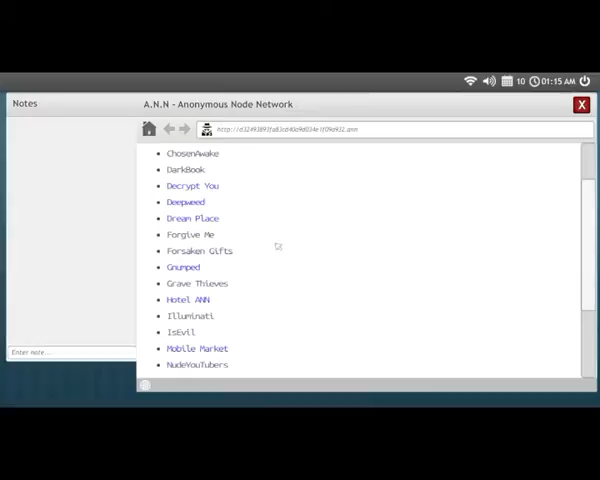 10 01:15 AM
Notes
A.N.N - Anonymous Node Network
X
ChosenAwake
DarkBook
Decrypt You
Deepweed
Dream Place
Forgive Me
Forsaken Gifts
Gnumped
Grave Thieves
Hotel ANN
Illuminati
IsEvil
Mobile Market
NudeYouTubers
Enter note...